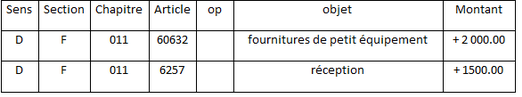 Sens Section Chapitre Article op objet Montant
D F 011 60632 fournitures de petit équipement + 2 000.00
D F 011 6257 réception + 1500.00